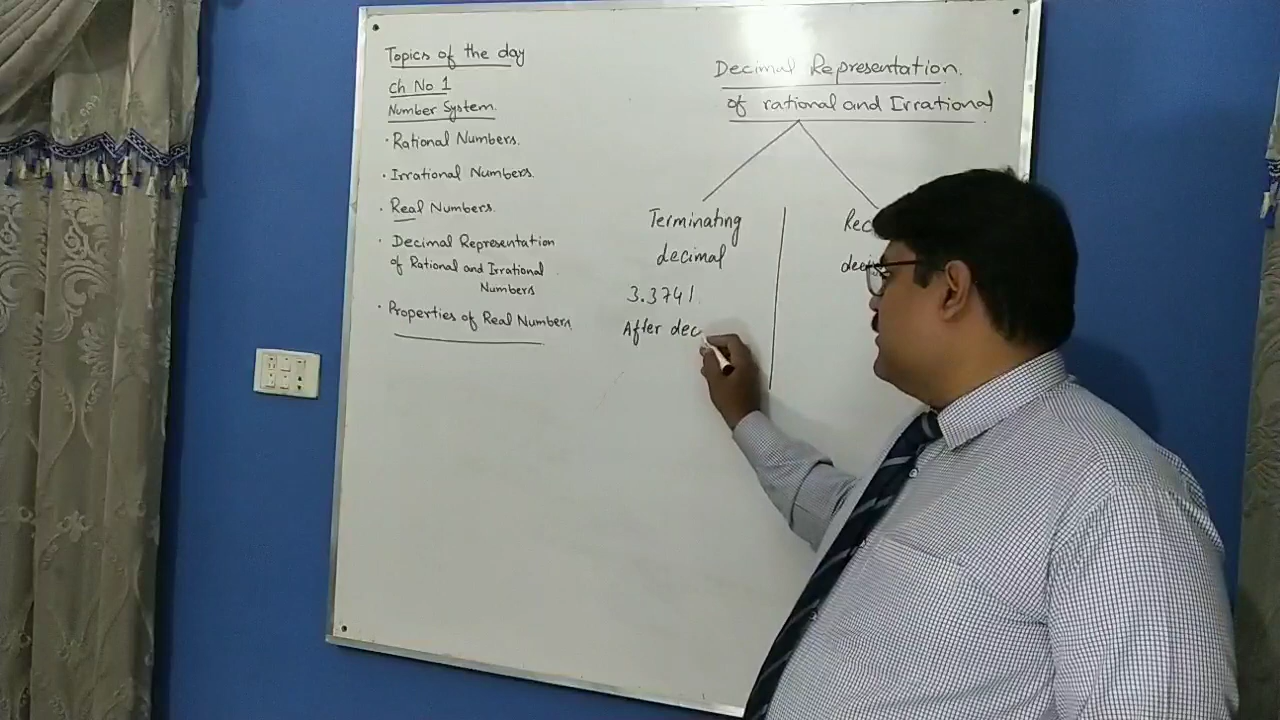 Topics of the day
ch No 1
Number System.
· Rational Numbers.
· Irrational Numbers.
· Real Numbers.
· Decimal Representation
of Rational and Irrational
Numbers
· Properties of Real Numbers.
Decimal Representation.
of rational and Irrational
Terminating
decimal
3.3741.
After dec
Rec